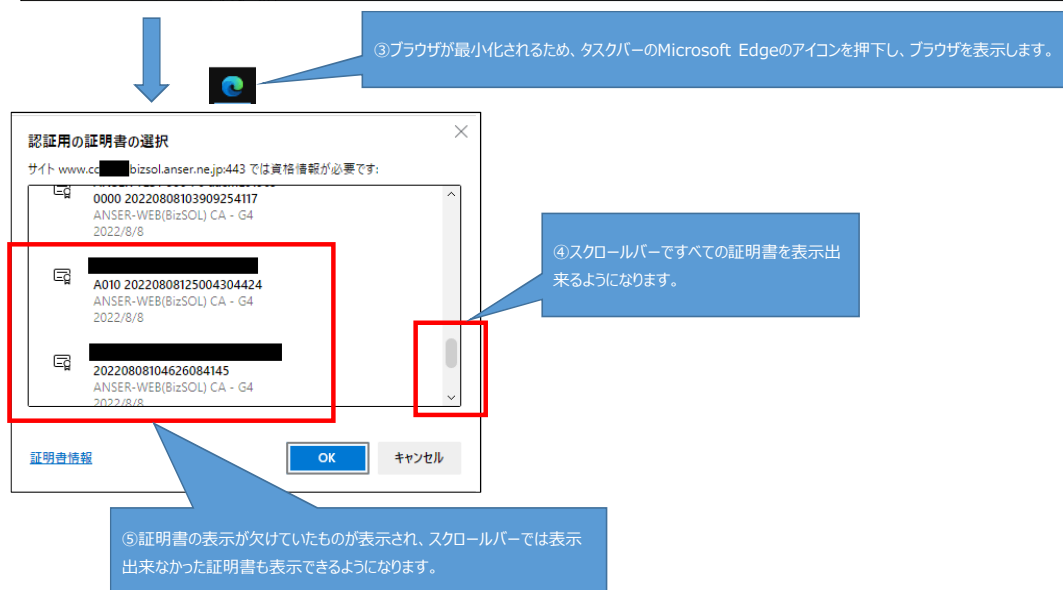 ③ブラウザが最小化されるため、タスクバーのMicrosoft Edgeのアイコンを押下し、ブラウザを表示します。
認証用の証明書の選択
サイト www.cc bizsol.anser.ne.jp:443 では資格情報が必要です:
0000 20220808103909254117
ANSER-WEB(BizSOL) CA - G4
2022/8/8
A010 20220808125004304424
ANSER-WEB(BizSOL) CA - G4
2022/8/8
20220808104626084145
ANSER-WEB(BizSOL) CA - G4
2022/8/8
④スクロールバーですべての証明書を表示出
来るようになります。
証明書情報
OK
キャンセル
⑤証明書の表示が欠けていたものが表示され、スクロールバーでは表示
出来なかった証明書も表示できるようになります。